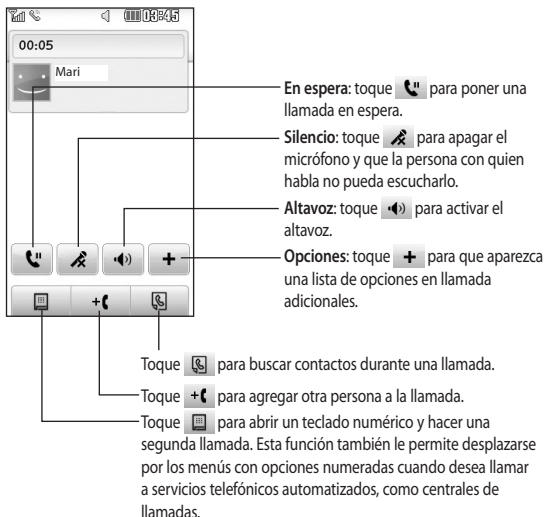 03:45
00:05
Mari
En espera: toque para poner una
llamada en espera.
Silencio: toque para apagar el
micrófono y que la persona con quien
habla no pueda escucharlo.
Altavoz: toque para activar el
altavoz.
Opciones: toque + para que aparezca
una lista de opciones en llamada
adicionales.
Toque para buscar contactos durante una llamada.
Toque para agregar otra persona a la llamada.
Toque para abrir un teclado numérico y hacer una
segunda llamada. Esta función también le permite desplazarse
por los menús con opciones numeradas cuando desea llamar
a servicios telefónicos automatizados, como centrales de
llamadas.